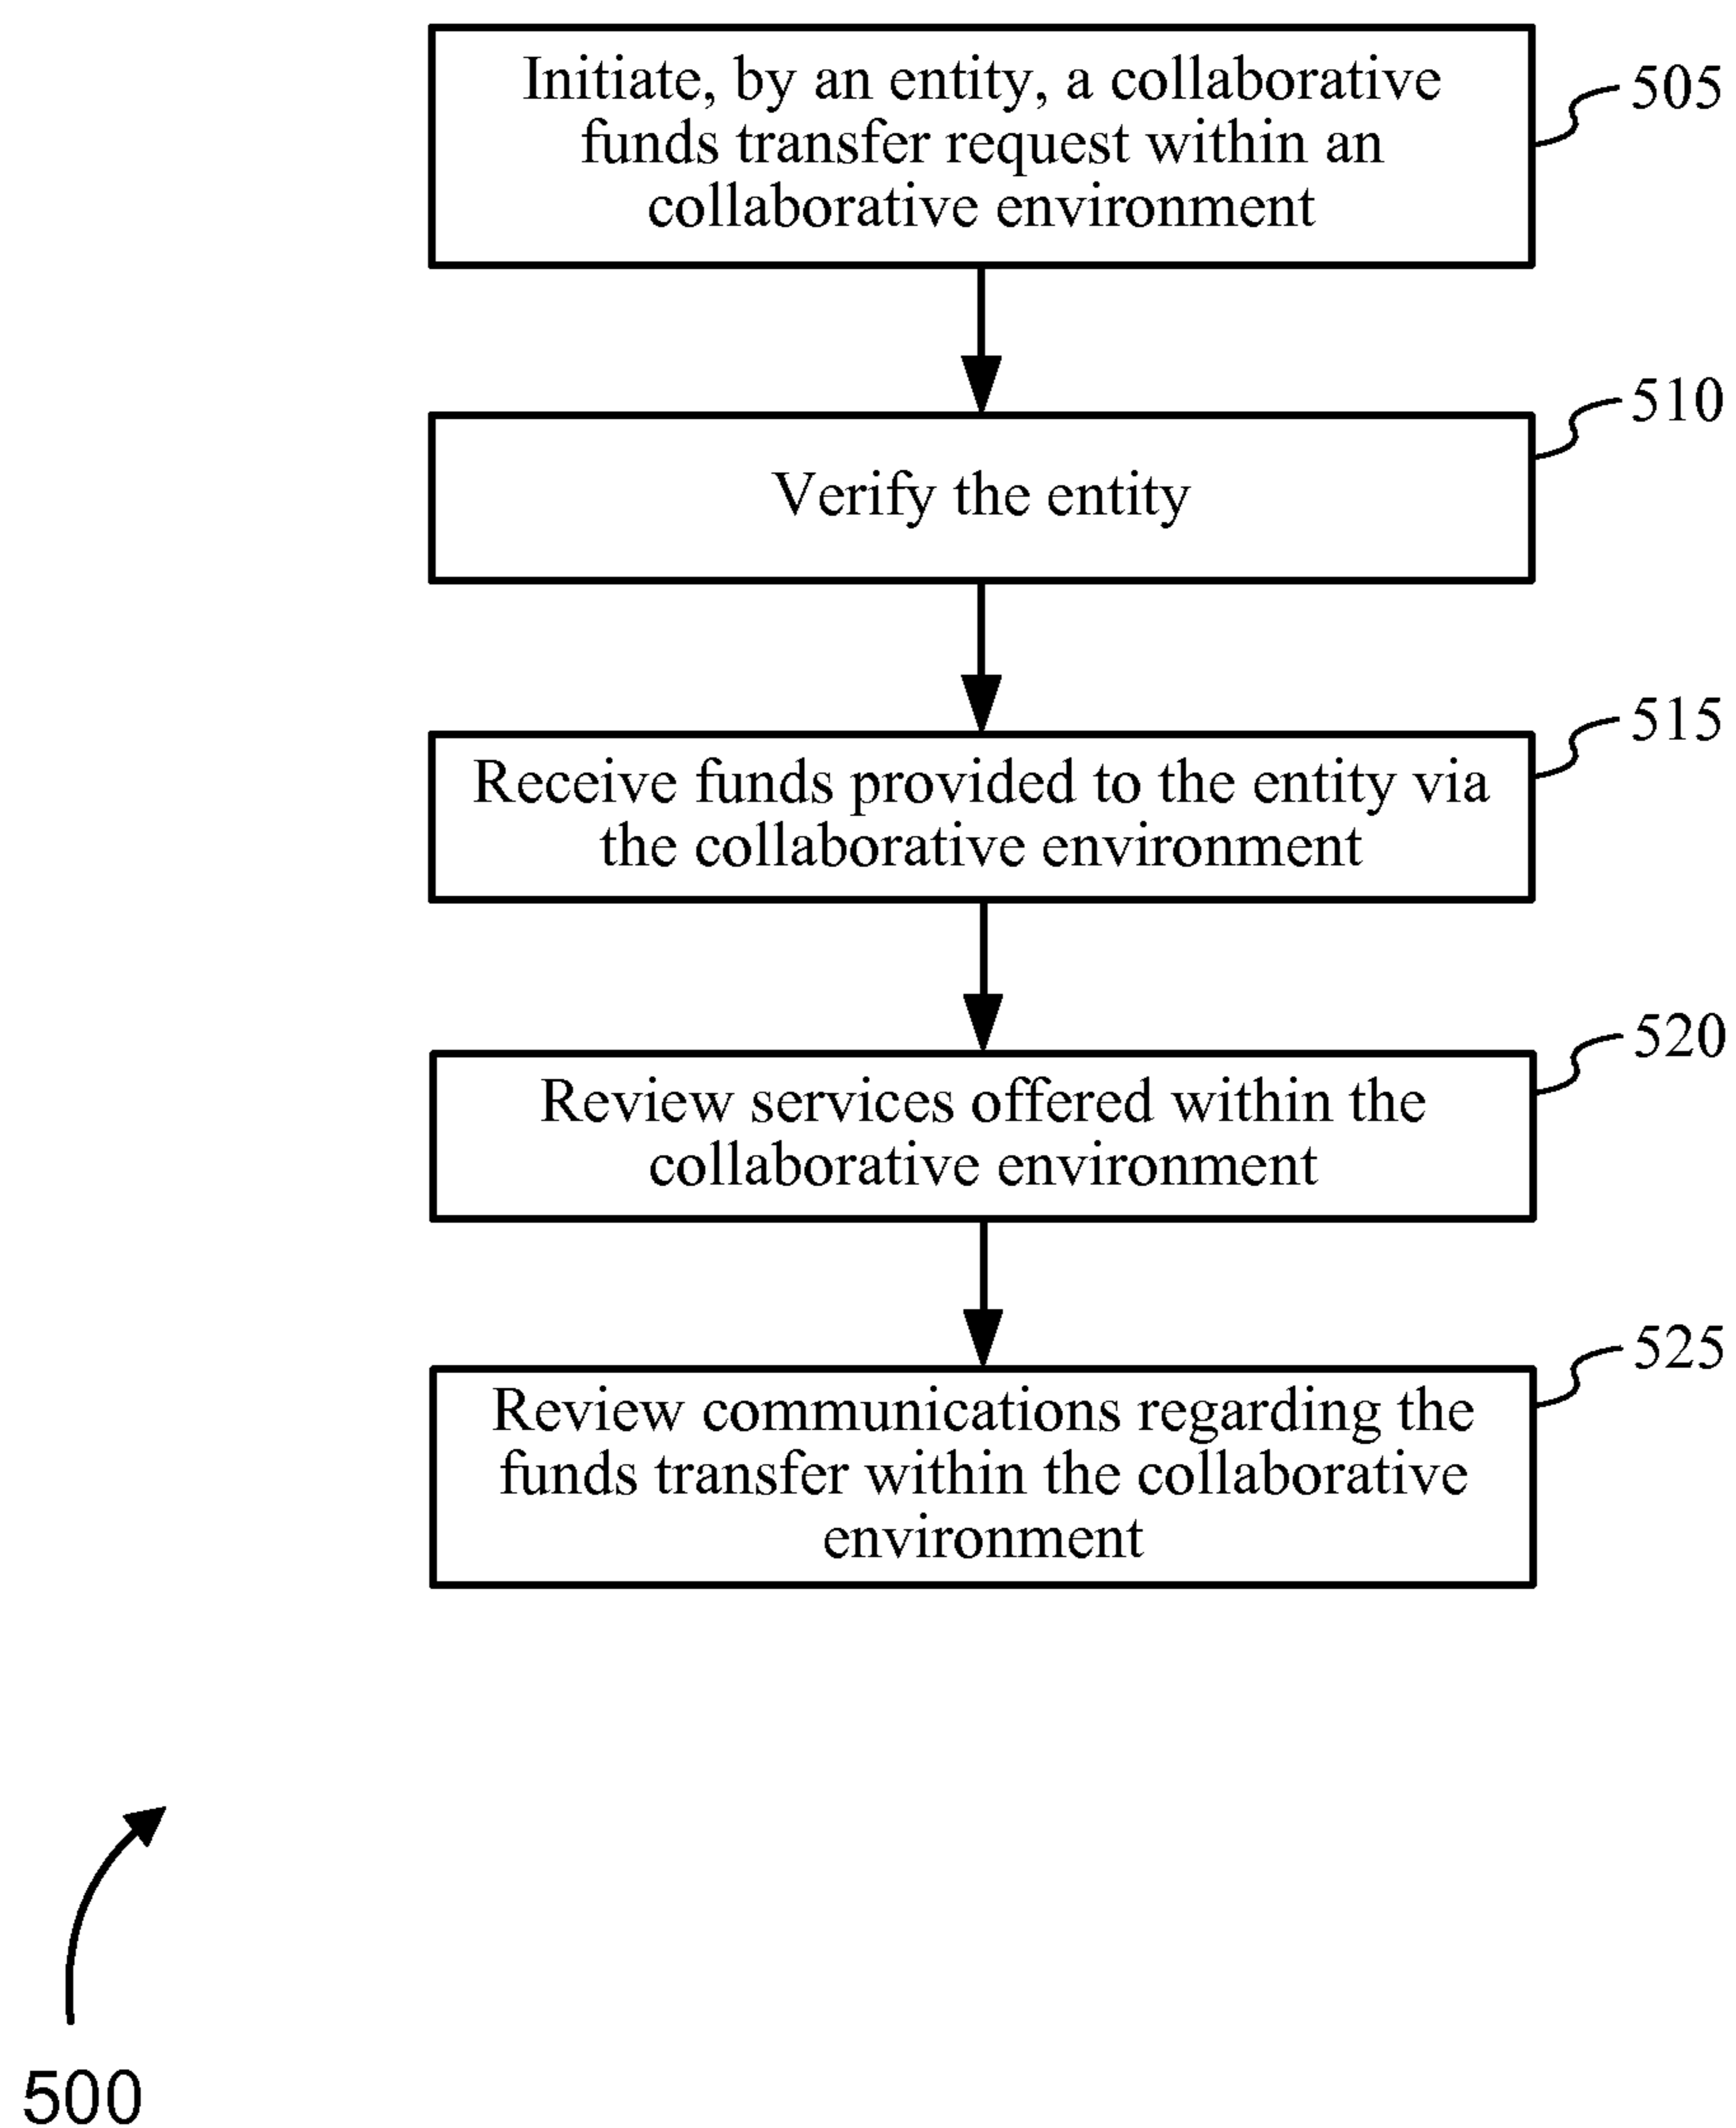 Initiate, by an entity, a collaborative
funds transfer request within an
collaborative environment
505
Verify the entity
510
Receive funds provided to the entity via
the collaborative environment
515
Review services offered within the
collaborative environment
520
Review communications regarding the
funds transfer within the collaborative
environment
525
500